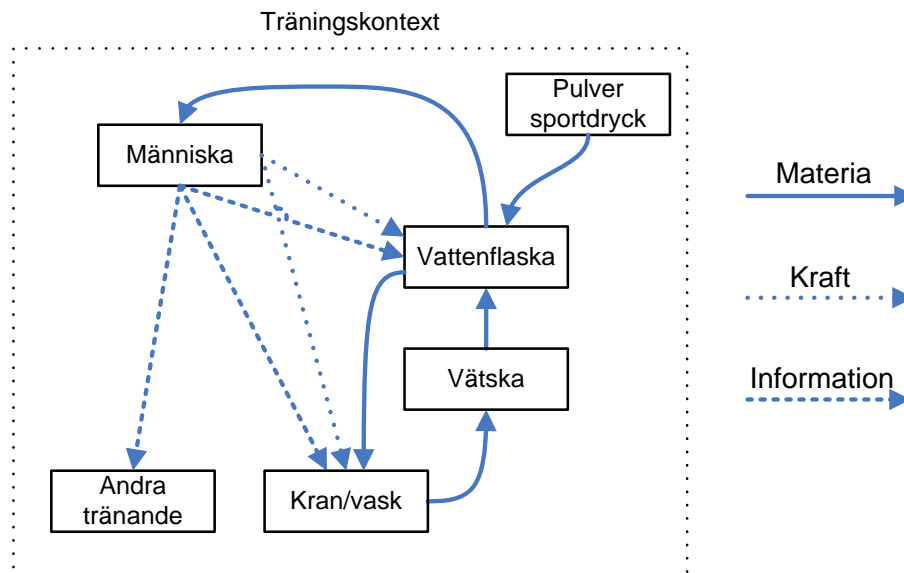 Träningskontext
Pulver
sportdryck
Människa
Materia
Vattenflaska
Kraft
Vätska
Information
Andra
tränande
Kran/vask